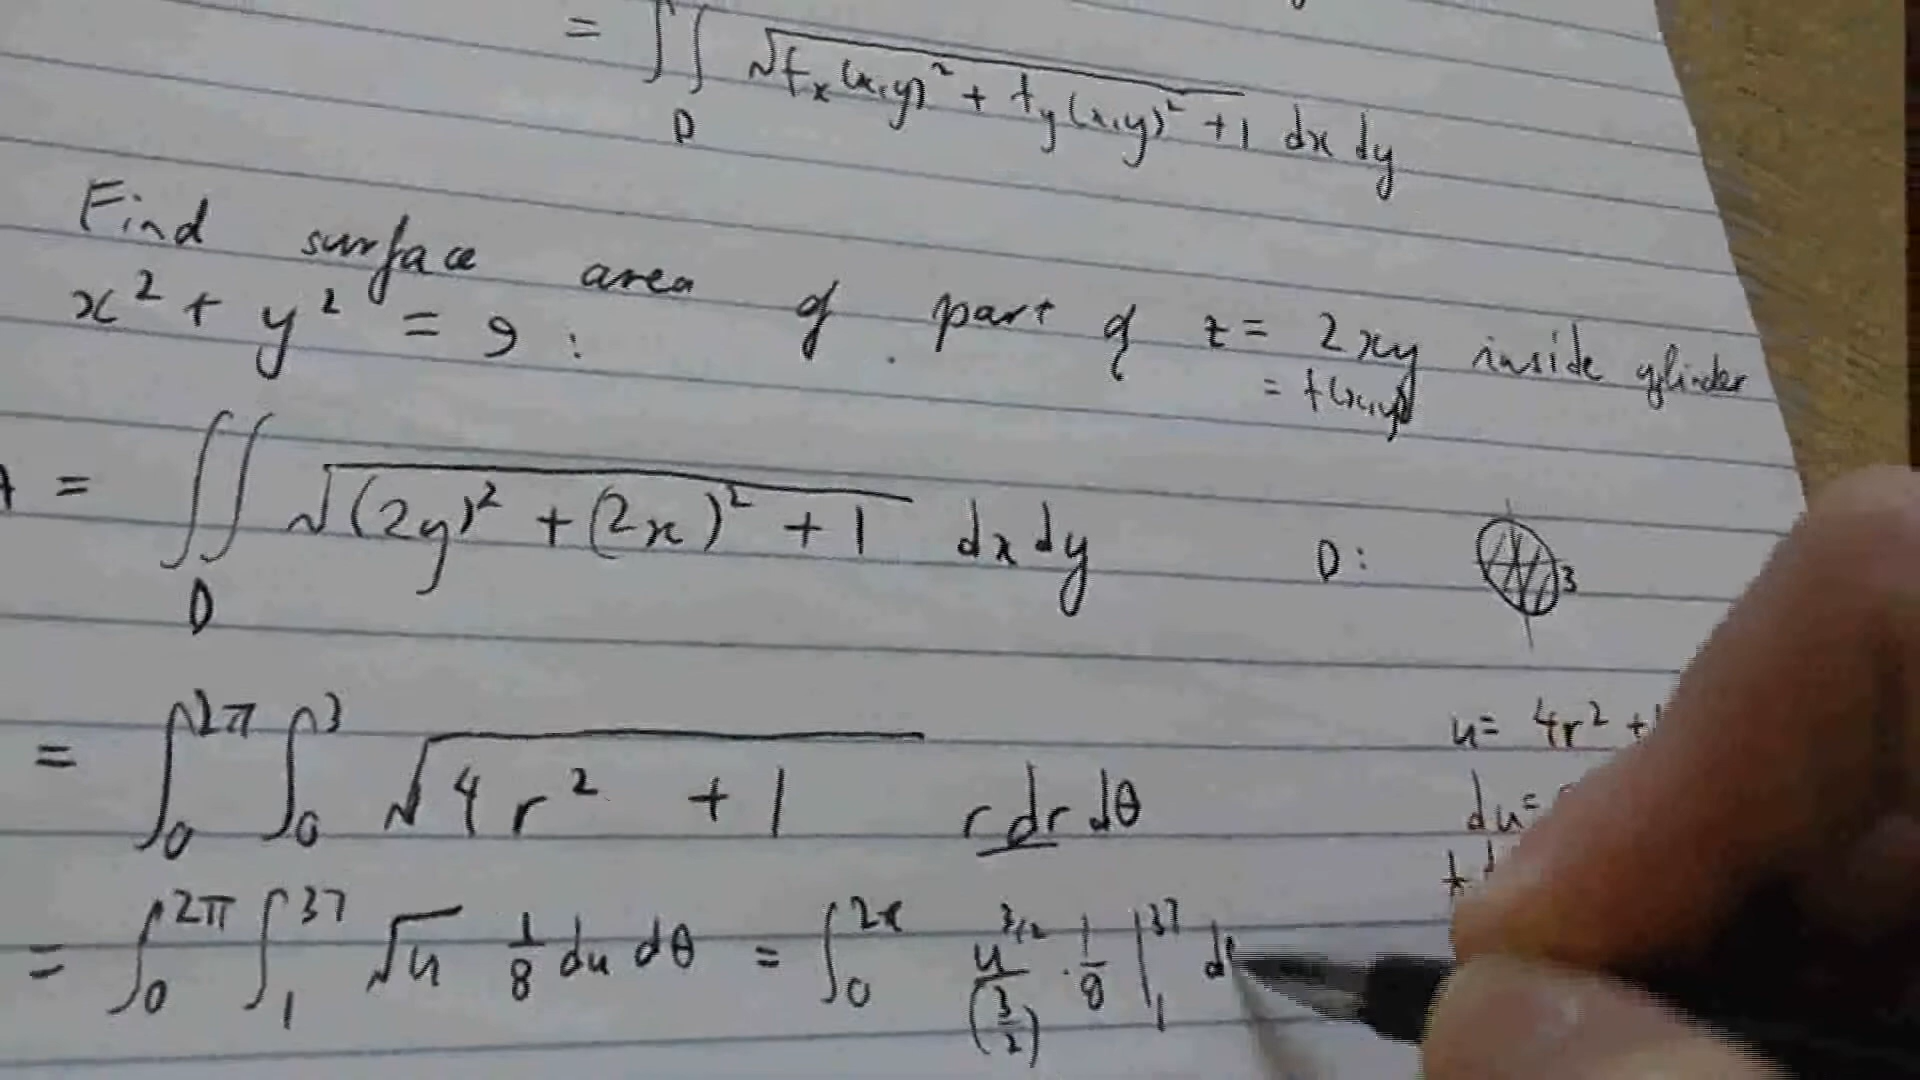 = ∫∫_D √(f_x(x,y)² + f_y(x,y)² + 1) dx dy
Find surface area of part of z = 2xy inside cylinder
= f(x,y)
x² + y² = 9 :
A = ∫∫_D √((2y)² + (2x)² + 1) dx dy D: 3
= ∫_0^{2π} ∫_0^3 √(4r² + 1) r dr dθ
u = 4r² +
du =
= ∫_0^{2π} ∫_1^{37} √u 1/8 du dθ = ∫_0^{2π} u^{3/2}/(3/2) · 1/8 |_1^{37} d